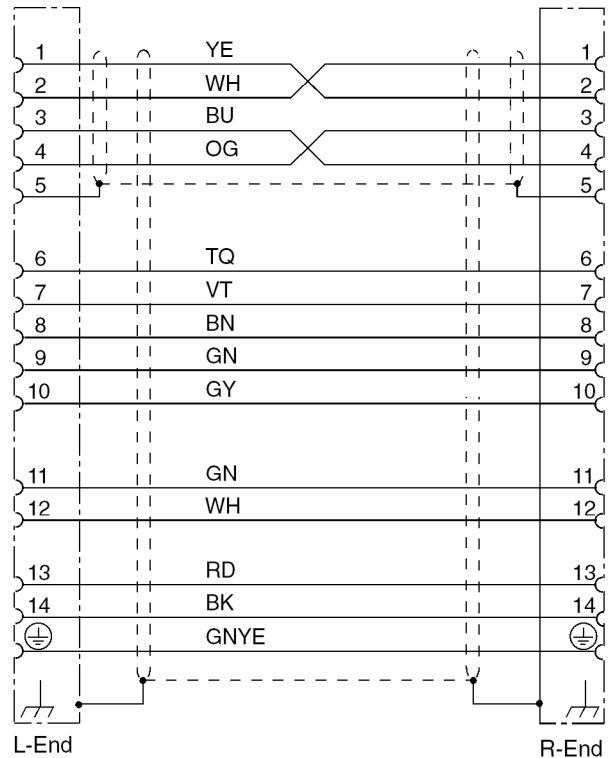 1 YE 1
2 WH 2
3 BU 3
4 OG 4
5 5
6 TQ 6
7 VT 7
8 BN 8
9 GN 9
10 GY 10
11 GN 11
12 WH 12
13 RD 13
14 BK 14
GNYE
L-End R-End